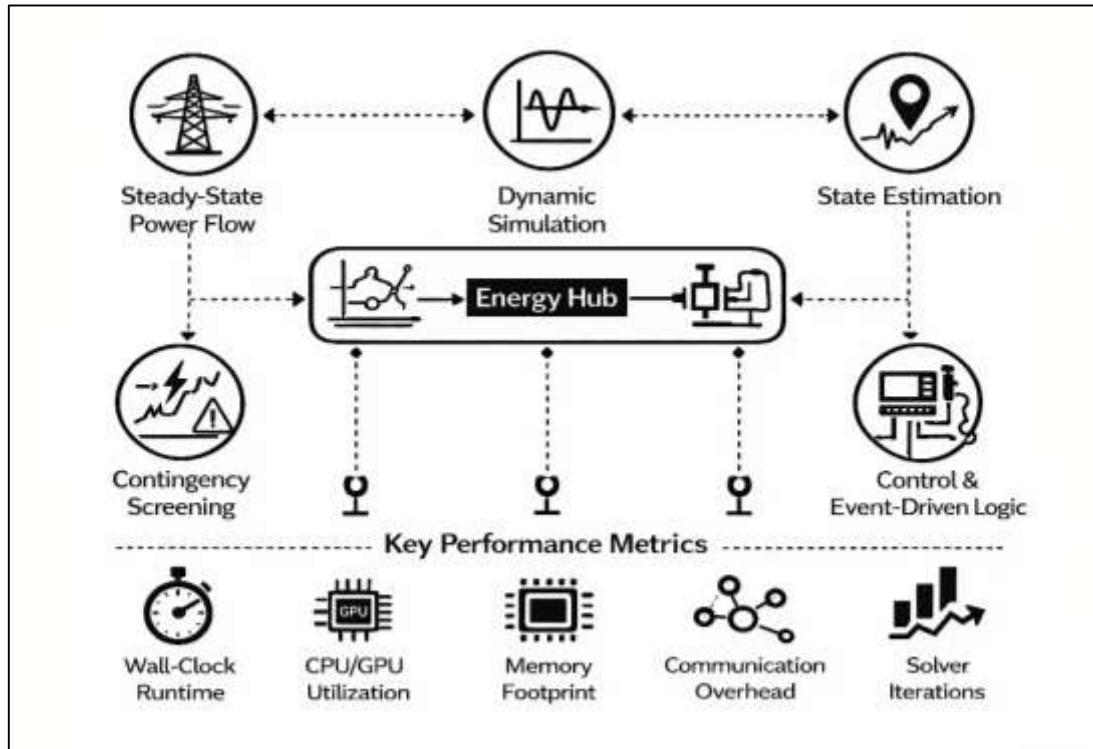 Steady-State
Power Flow
Dynamic
Simulation
State Estimation
Energy Hub
Contingency
Screening
Control &
Event-Driven Logic
Key Performance Metrics
Wall-Clock
Runtime
GPU
CPU/GPU
Utilization
Memory
Footprint
Communication
Overhead
Solver
Iterations